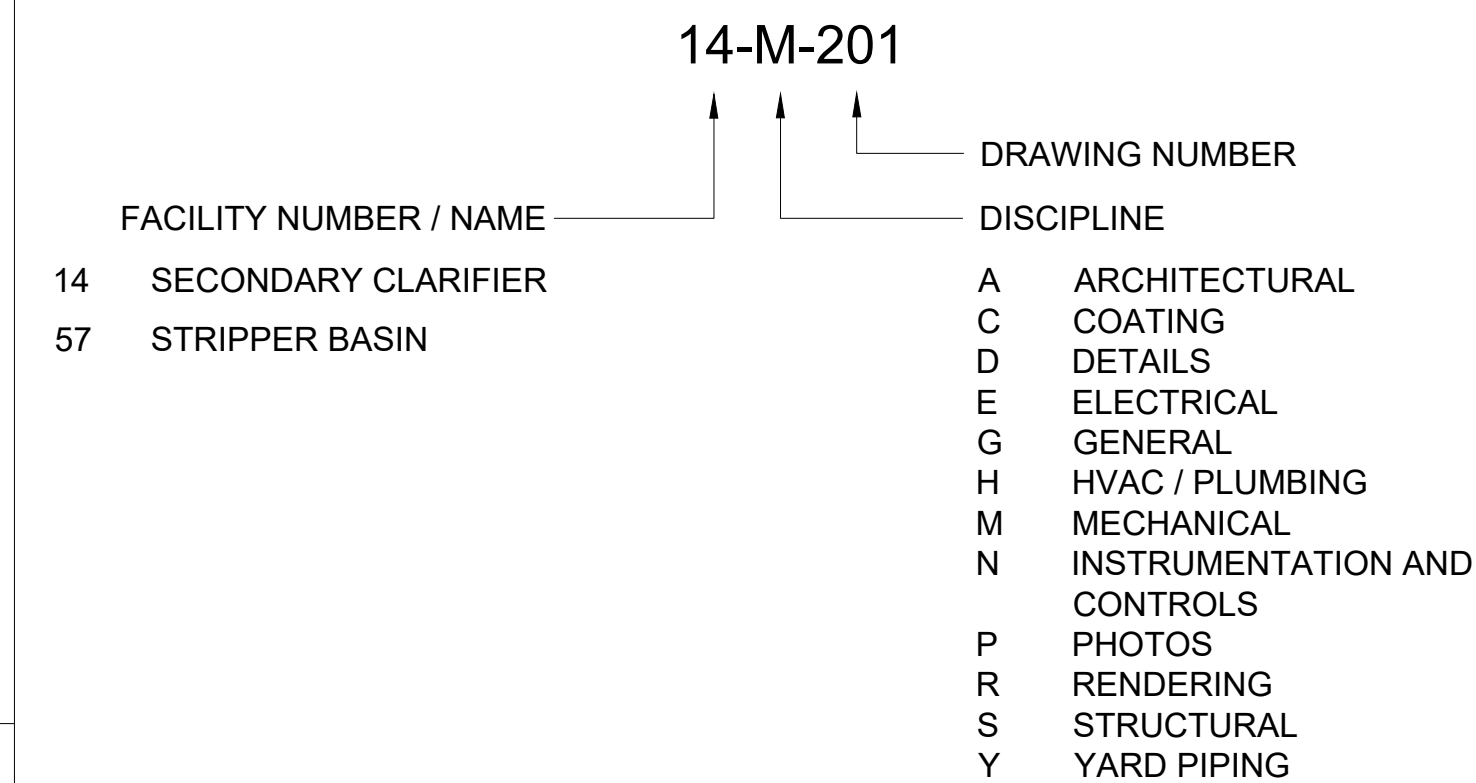 14-M-201
DRAWING NUMBER
FACILITY NUMBER / NAME
DISCIPLINE
14 SECONDARY CLARIFIER
57 STRIPPER BASIN
A ARCHITECTURAL
C COATING
D DETAILS
E ELECTRICAL
G GENERAL
H HVAC / PLUMBING
M MECHANICAL
N INSTRUMENTATION AND
CONTROLS
P PHOTOS
R RENDERING
S STRUCTURAL
Y YARD PIPING